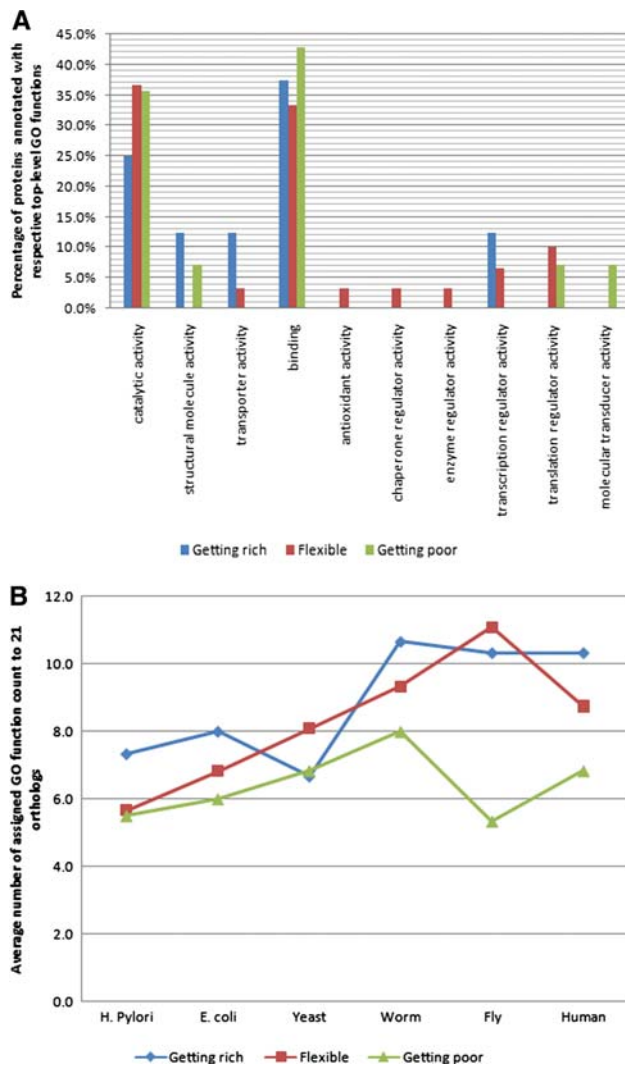 A
Percentage of proteins annotated with
respective top-level GO functions
45.0%
40.0%
35.0%
30.0%
25.0%
20.0%
15.0%
10.0%
5.0%
0.0%
catalytic activity
structural molecule activity
transporter activity
binding
antioxidant activity
chaperone regulator activity
enzyme regulator activity
transcription regulator activity
translation regulator activity
molecular transducer activity
Getting rich Flexible Getting poor
B
Average number of assigned GO function count to 21
orthologs
12.0
10.0
8.0
6.0
4.0
2.0
0.0
H. Pylori E. coli Yeast Worm Fly Human
Getting rich Flexible Getting poor